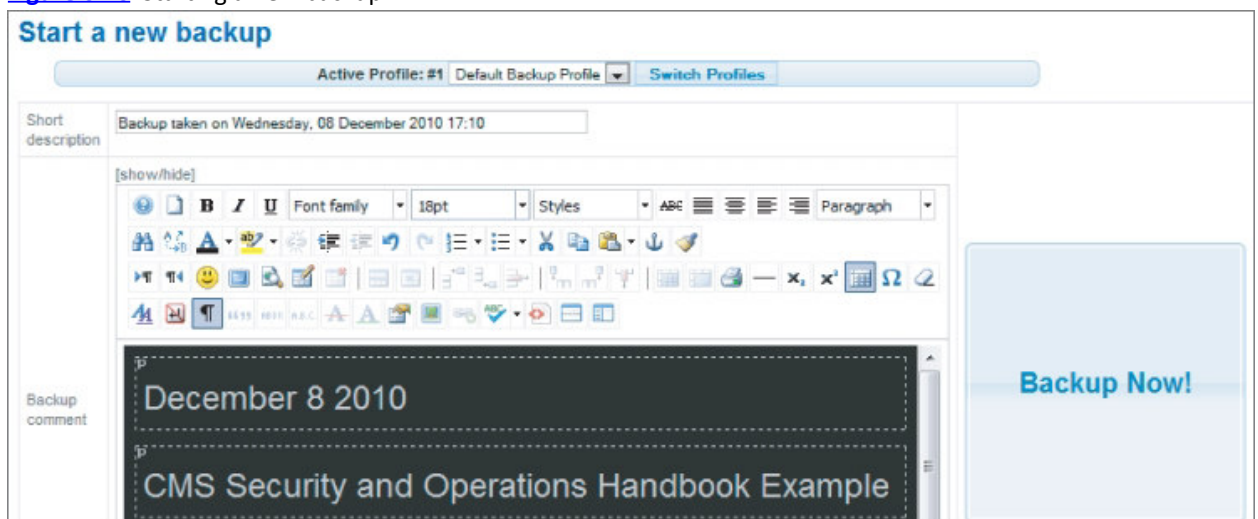 Start a new backup
Active Profile: #1 Default Backup Profile Switch Profiles
Short description
Backup taken on Wednesday, 08 December 2010 17:10
[show/hide]
B I U Font family 18pt Styles ABC Paragraph
Backup comment
p
December 8 2010
p
CMS Security and Operations Handbook Example
Backup Now!